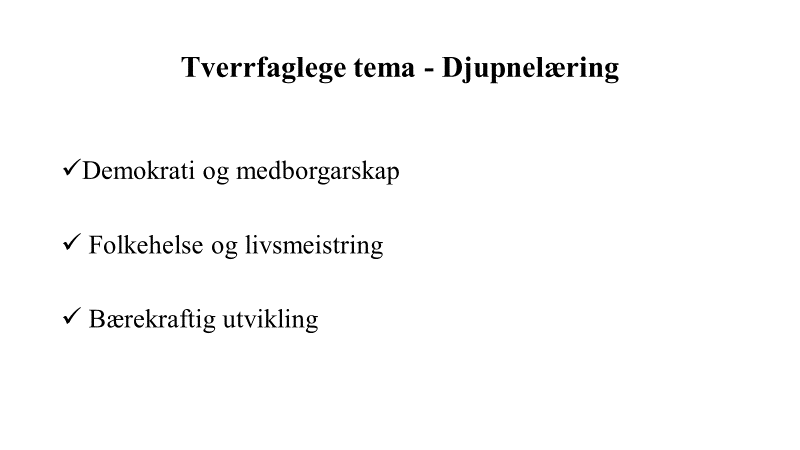 Tverrfaglege tema - Djupnelæring
✓Demokrati og medborgarskap
✓ Folkehelse og livsmeistring
✓ Bærekraftig utvikling